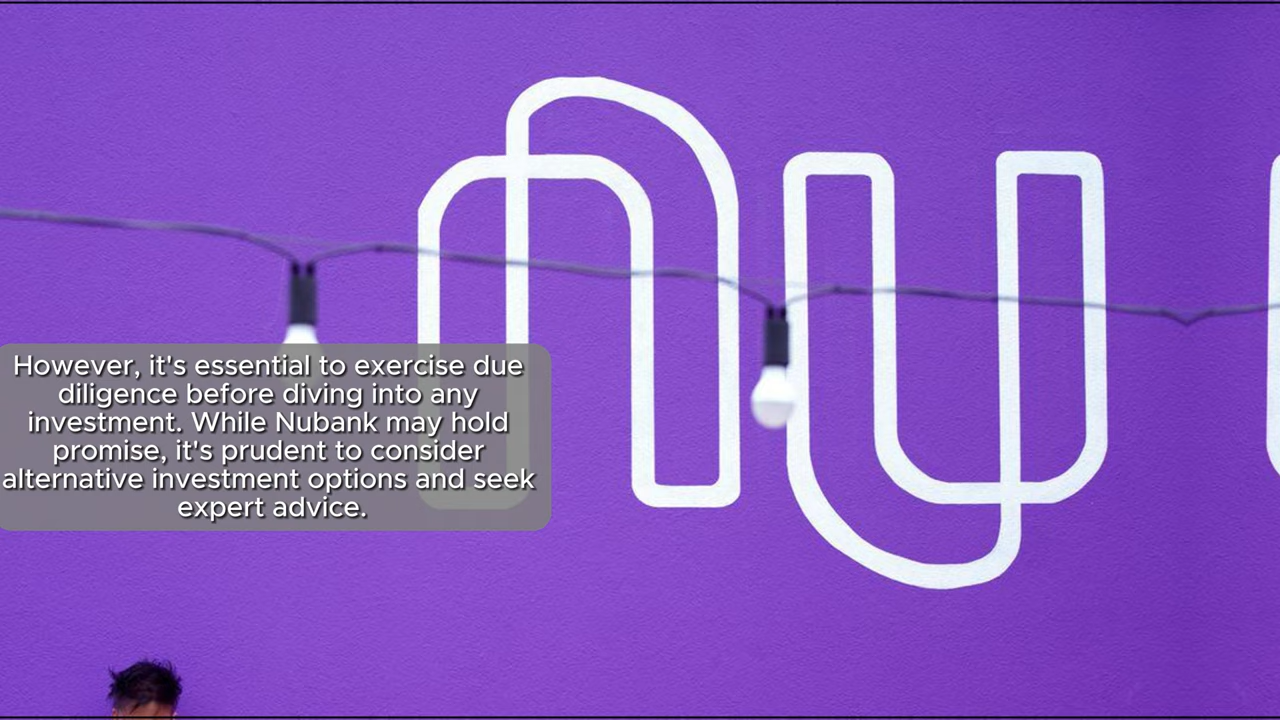 nu
However, it's essential to exercise due
diligence before diving into any
investment. While Nubank may hold
promise, it's prudent to consider
alternative investment options and seek
expert advice.